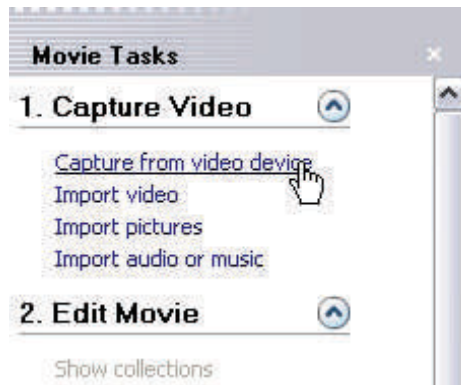 Movie Tasks
1. Capture Video
Capture from video device
Import video
Import pictures
Import audio or music
2. Edit Movie
Show collections